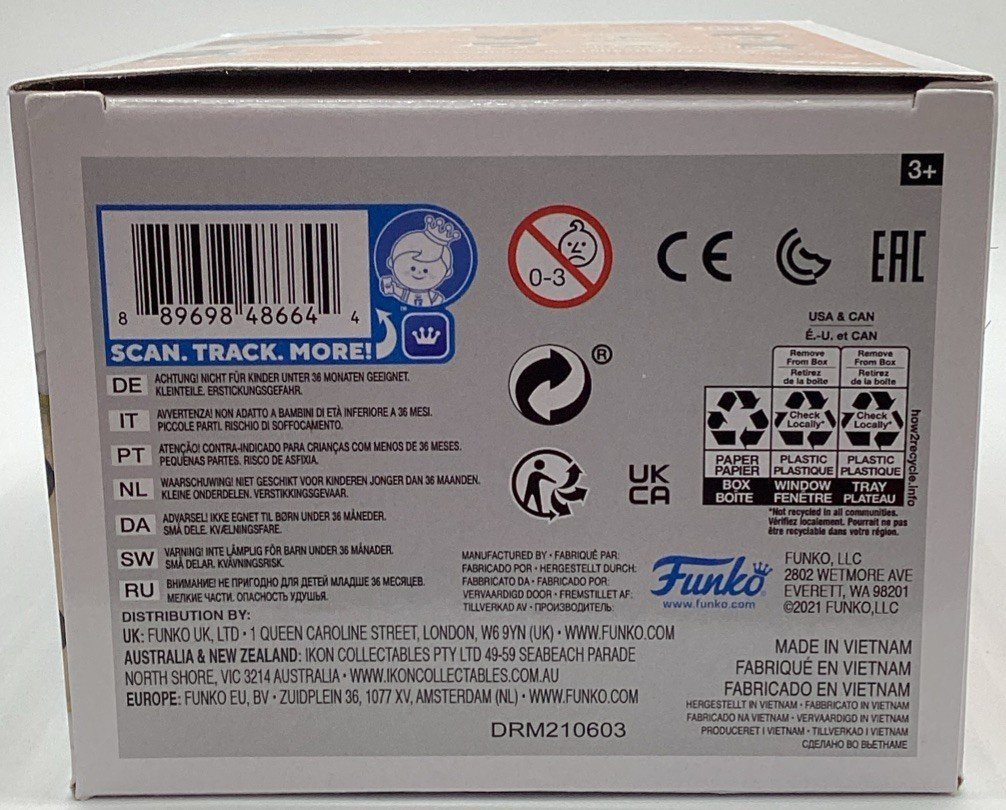 3+
8 89698 48664 4
SCAN. TRACK. MORE!
0-3
CE
EAC
®
DE ACHTUNG! NICHT FÜR KINDER UNTER 36 MONATEN GEEIGNET.
KLEINTEILE. ERSTICKUNGSGEFAHR.
IT AVVERTENZA! NON ADATTO A BAMBINI DI ETÀ INFERIORE A 36 MESI.
PICCOLE PARTI. RISCHIO DI SOFFOCAMENTO.
PT ATENÇÃO! CONTRA-INDICADO PARA CRIANÇAS COM MENOS DE 36 MESES.
PEQUENAS PARTES. RISCO DE ASFIXIA.
NL WAARSCHUWING! NIET GESCHIKT VOOR KINDEREN JONGER DAN 36 MAANDEN.
KLEINE ONDERDELEN. VERSTIKKINGSGEVAAR.
DA ADVARSEL! IKKE EGNET TIL BØRN UNDER 36 MÅNEDER.
SMÅ DELE. KVÆLNINGSFARE.
SW VARNING! INTE LÄMPLIG FÖR BARN UNDER 36 MÅNADER.
SMÅ DELAR. KVÄVNINGSRISK.
RU ВНИМАНИЕ! НЕ ПРИГОДНО ДЛЯ ДЕТЕЙ МЛАДШЕ 36 МЕСЯЦЕВ.
МЕЛКИЕ ЧАСТИ. ОПАСНОСТЬ УДУШЬЯ.
UK
CA
USA & CAN
É.-U. et CAN
Remove From Box Remove From Box
Retirez de la boîte Retirez de la boîte
Check Locally* Check Locally*
PAPER PLASTIC PLASTIC
PAPIER PLASTIQUE PLASTIQUE
BOX WINDOW TRAY
BOÎTE FENÊTRE PLATEAU
how2recycle.info
*Not recycled in all communities.
Vérifiez localement. Pourrait ne pas
être recyclable dans votre région.
MANUFACTURED BY • FABRIQUÉ PAR:
FABRICADO POR • HERGESTELLT DURCH:
FABBRICATO DA • FABRICADO POR:
VERVAARDIGD DOOR • FREMSTILLET AF:
TILLVERKAD AV • ПРОИЗВОДИТЕЛЬ:
Funko
www.funko.com
FUNKO, LLC
2802 WETMORE AVE
EVERETT, WA 98201
©2021 FUNKO,LLC
DISTRIBUTION BY:
UK: FUNKO UK, LTD • 1 QUEEN CAROLINE STREET, LONDON, W6 9YN (UK) • WWW.FUNKO.COM
AUSTRALIA & NEW ZEALAND: IKON COLLECTABLES PTY LTD 49-59 SEABEACH PARADE
NORTH SHORE, VIC 3214 AUSTRALIA • WWW.IKONCOLLECTABLES.COM.AU
EUROPE: FUNKO EU, BV • ZUIDPLEIN 36, 1077 XV, AMSTERDAM (NL) • WWW.FUNKO.COM
DRM210603
MADE IN VIETNAM
FABRIQUÉ EN VIETNAM
FABRICADO EN VIETNAM
HERGESTELLT IN VIETNAM • FABBRICATO IN VIETNAM
FABRICADO NA VIETNAM • VERVAARDIGD IN VIETNAM
PRODUCERET I VIETNAM • TILLVERKAD I VIETNAM
СДЕЛАНО ВО ВЬЕТНАМЕ